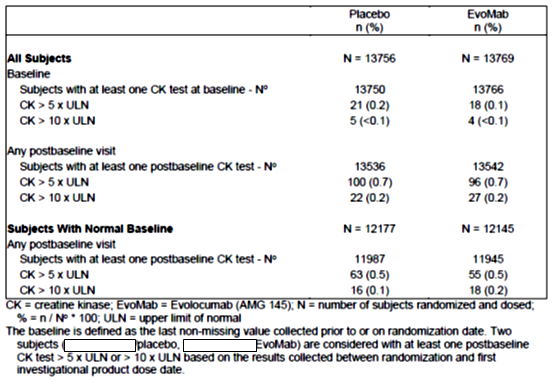 Placebo EvoMab
n (%) n (%)
All Subjects N = 13756 N = 13769
Baseline
Subjects with at least one CK test at baseline - Nº 13750 13766
CK > 5 x ULN 21 (0.2) 18 (0.1)
CK > 10 x ULN 5 (<0.1) 4 (<0.1)
Any postbaseline visit
Subjects with at least one postbaseline CK test - Nº 13536 13542
CK > 5 x ULN 100 (0.7) 96 (0.7)
CK > 10 x ULN 22 (0.2) 27 (0.2)
Subjects With Normal Baseline N = 12177 N = 12145
Any postbaseline visit
Subjects with at least one postbaseline CK test - Nº 11987 11945
CK > 5 x ULN 63 (0.5) 55 (0.5)
CK > 10 x ULN 16 (0.1) 18 (0.2)
CK = creatine kinase; EvoMab = Evolocumab (AMG 145); N = number of subjects randomized and dosed;
% = n / Nº * 100; ULN = upper limit of normal
The baseline is defined as the last non-missing value collected prior to or on randomization date. Two
subjects ( placebo, EvoMab) are considered with at least one postbaseline
CK test > 5 x ULN or > 10 x ULN based on the results collected between randomization and first
investigational product dose date.